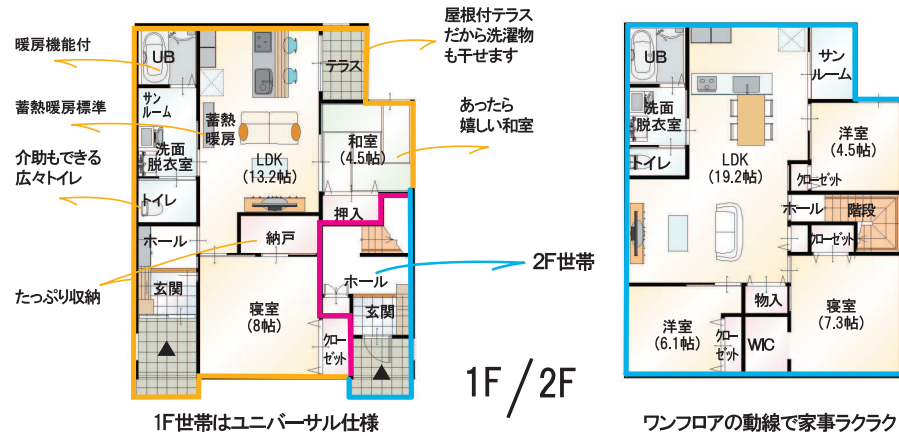 暖房機能付
蓄熱暖房標準
介助もできる
広々トイレ
たっぷり収納
UB
サン
ルーム
洗面
脱衣室
トイレ
ホール
玄関
蓄熱
暖房
LDK
(13.2帖)
納戸
寝室
(8帖)
テラス
和室
(4.5帖)
押入
ホール
玄関
クロー
ゼット
屋根付テラス
だから洗濯物
も干せます
あったら
嬉しい和室
2F世帯
1F世帯はユニバーサル仕様
1F/2F
UB
洗面
脱衣室
トイレ
LDK
(19.2帖)
サン
ルーム
洋室
(4.5帖)
クローゼット
ホール
階段
クローゼット
物入
寝室
(7.3帖)
洋室
(6.1帖)
クロー
ゼット
WIC
ワンフロアの動線で家事ラクラク